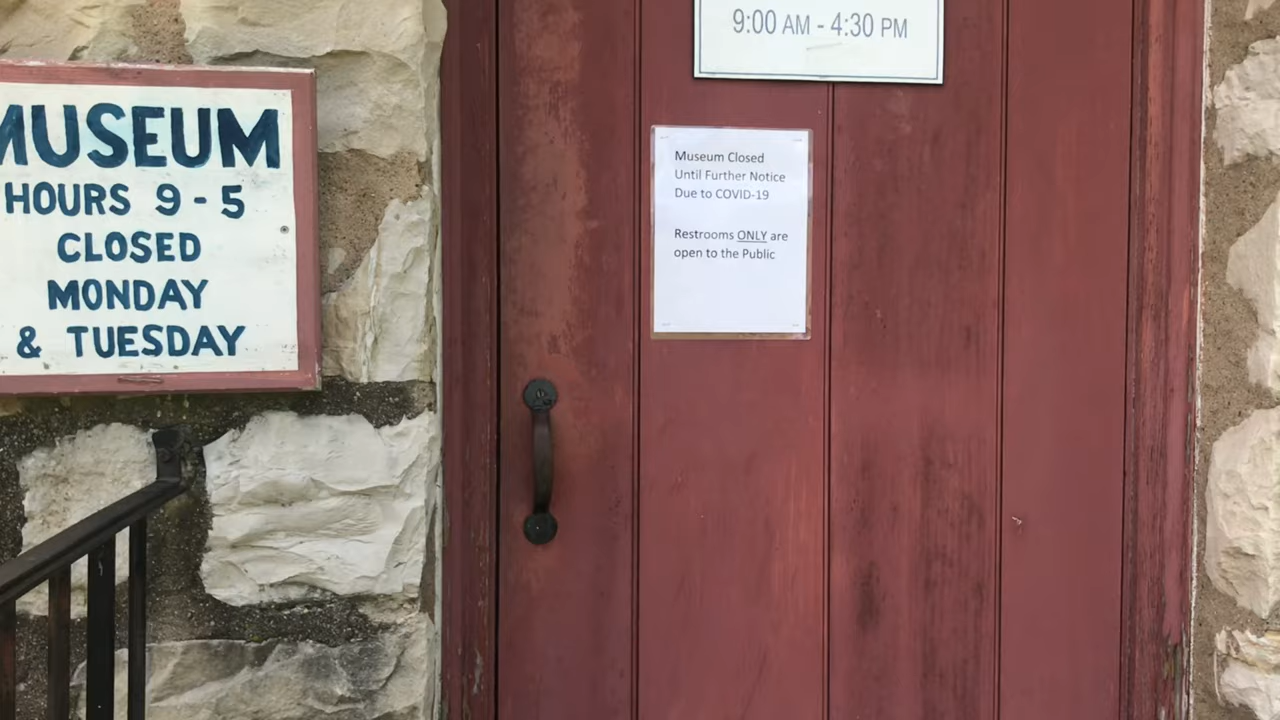 MUSEUM
HOURS 9 - 5
CLOSED
MONDAY
& TUESDAY
9:00 AM - 4:30 PM
Museum Closed
Until Further Notice
Due to COVID-19
Restrooms ONLY are
open to the Public